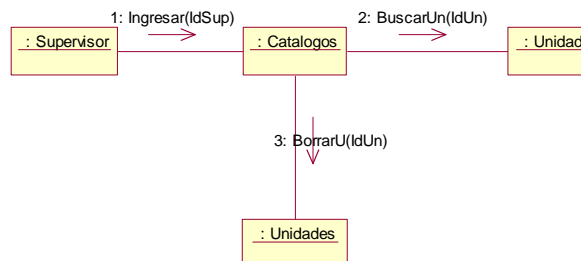 1: Ingresar(IdSup)
2: BuscarUn(IdUn)
: Supervisor
: Catalogos
: Unidad
3: BorrarU(IdUn)
: Unidades